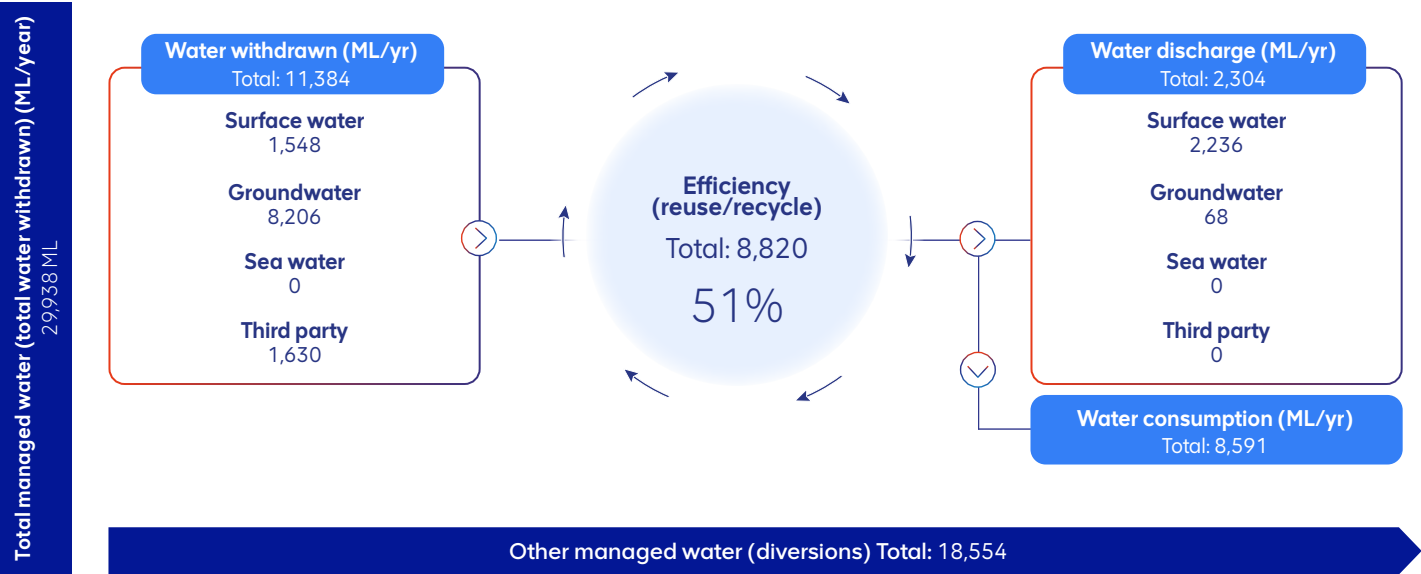 Total managed water (total water withdrawn) (ML/year)
29,938 ML
Water withdrawn (ML/yr)
Total: 11,384
Surface water
1,548
Groundwater
8,206
Sea water
0
Third party
1,630
Efficiency
(reuse/recycle)
Total: 8,820
51%
Water discharge (ML/yr)
Total: 2,304
Surface water
2,236
Groundwater
68
Sea water
0
Third party
0
Water consumption (ML/yr)
Total: 8,591
Other managed water (diversions) Total: 18,554